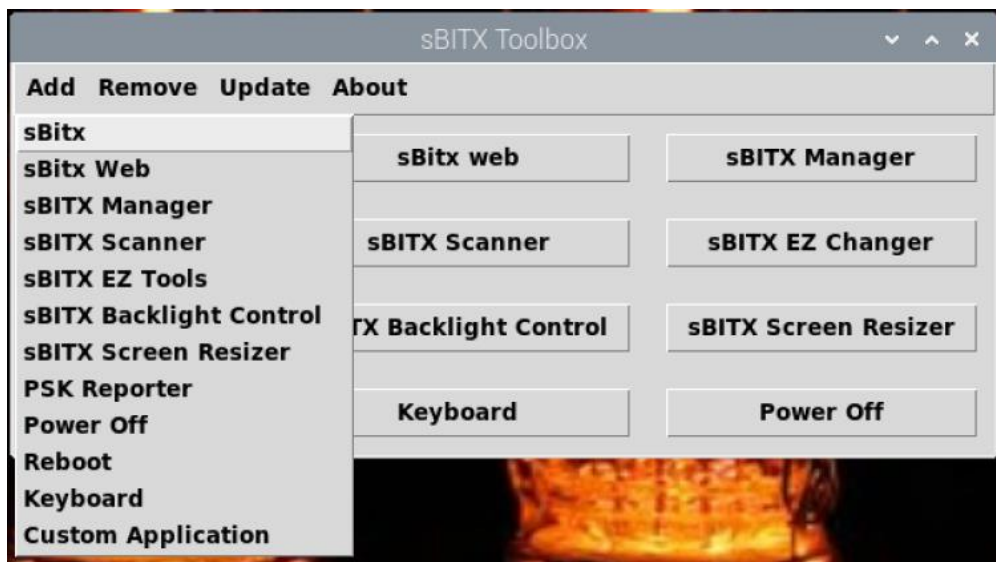 sBITX Toolbox
Add Remove Update About
sBitx
sBitx Web
sBITX Manager
sBITX Scanner
sBITX EZ Tools
sBITX Backlight Control
sBITX Screen Resizer
PSK Reporter
Power Off
Reboot
Keyboard
Custom Application
sBitx web
sBITX Manager
sBITX Scanner
sBITX EZ Changer
TX Backlight Control
sBITX Screen Resizer
Keyboard
Power Off